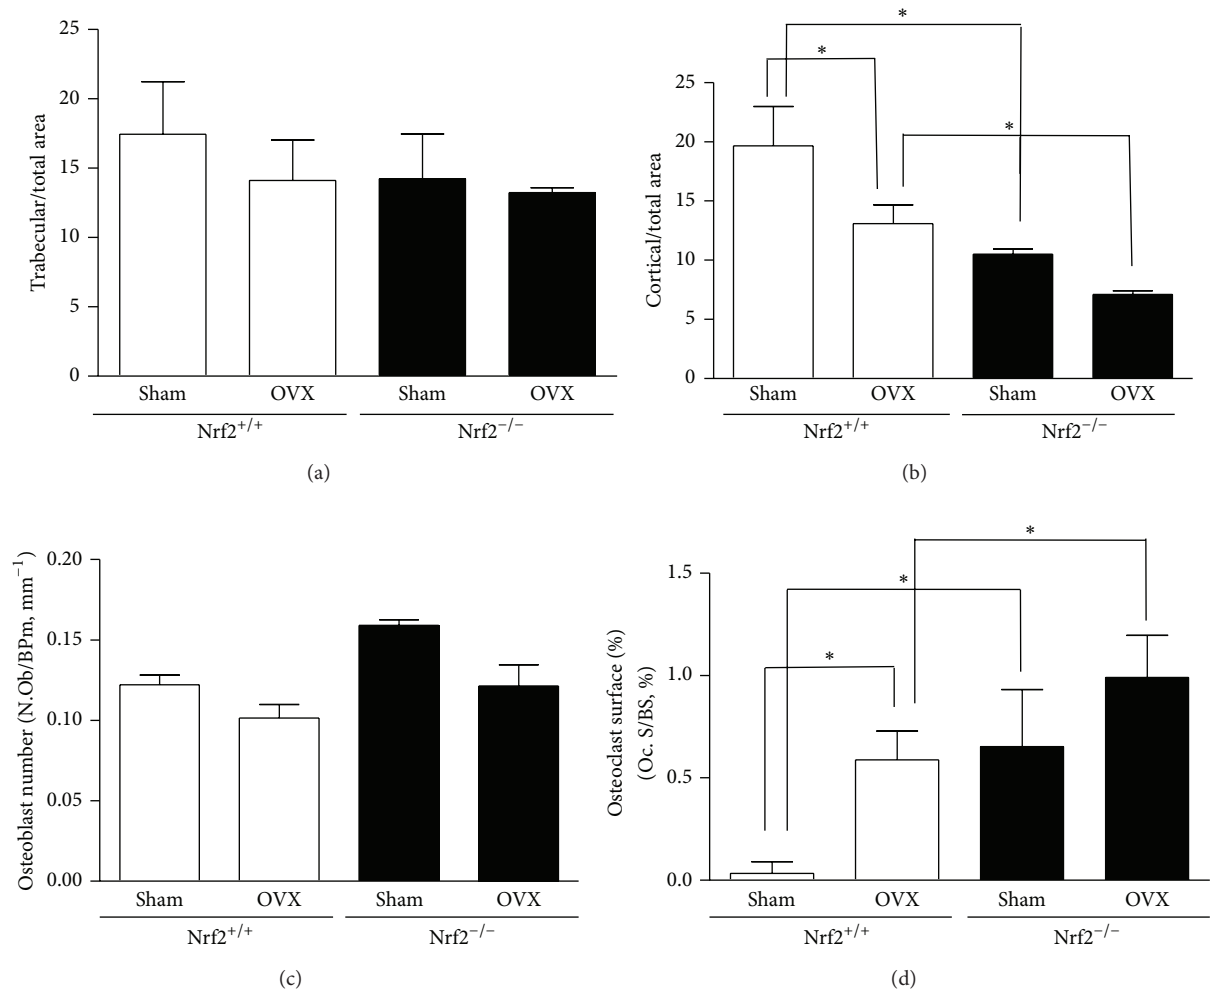 25
20
15
10
5
0
Trabecular/total area
Sham OVX Sham OVX
Nrf2+/+ Nrf2−/−
(a)
* 
*
*
25
20
15
10
5
0
Cortical/total area
Sham OVX Sham OVX
Nrf2+/+ Nrf2−/−
(b)
0.20
0.15
0.10
0.05
0.00
Osteoblast number (N.Ob/BPm, mm−1)
Sham OVX Sham OVX
Nrf2+/+ Nrf2−/−
(c)
*
*
*
1.5
1.0
0.5
0.0
Osteoclast surface (%)
(Oc. S/BS, %)
Sham OVX Sham OVX
Nrf2+/+ Nrf2−/−
(d)